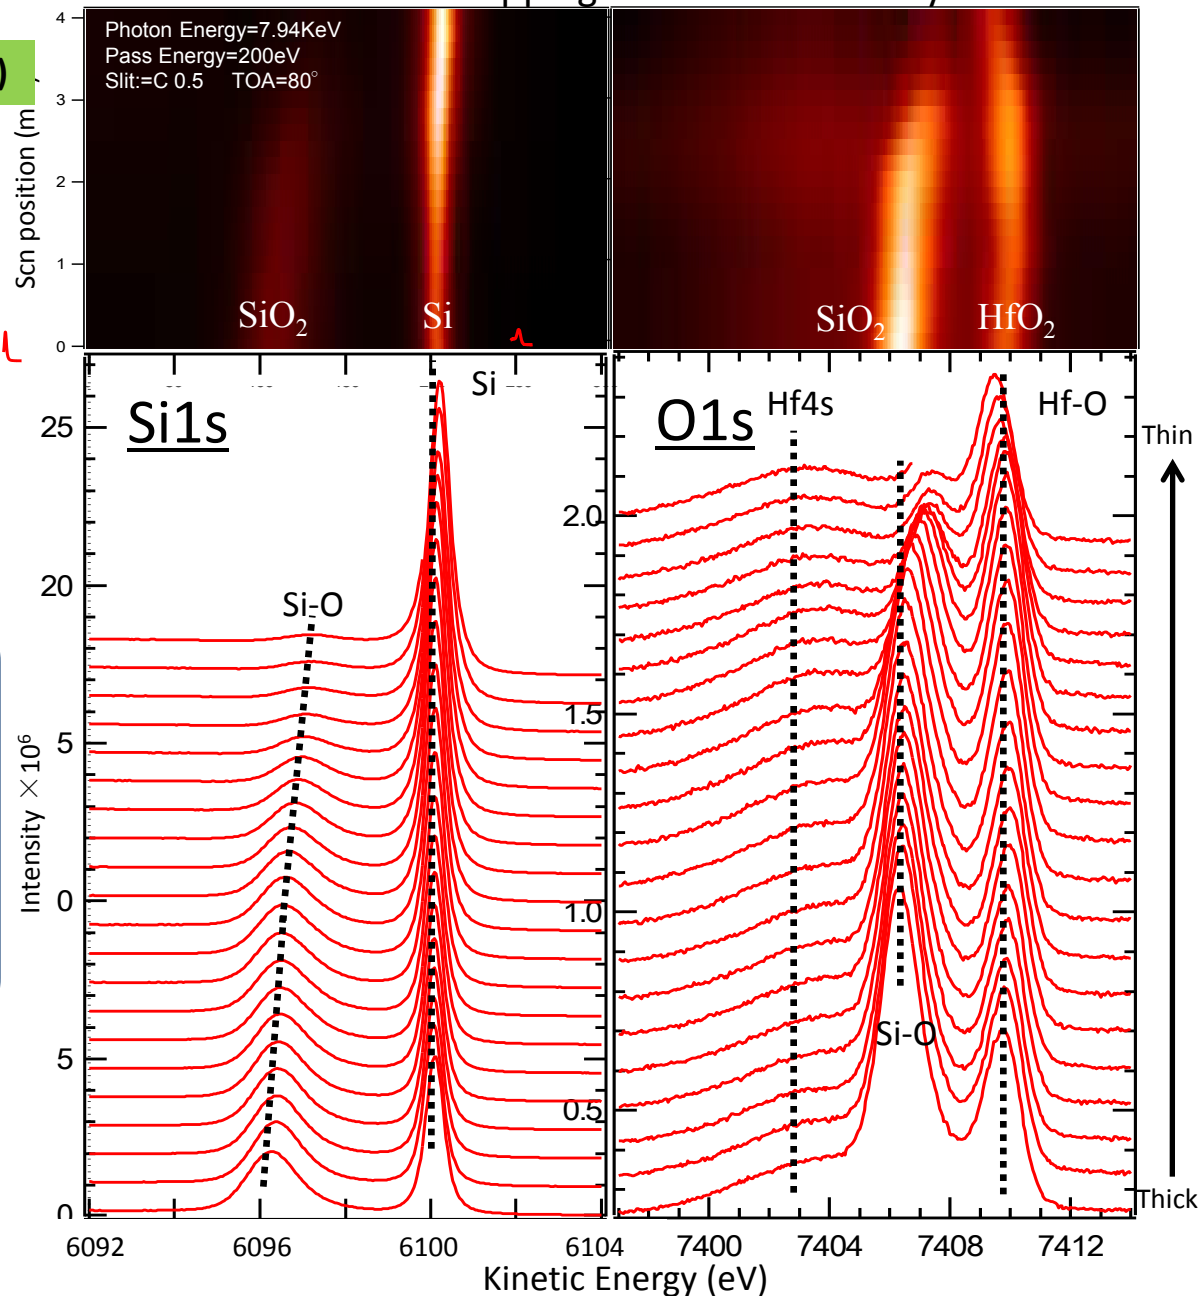 Photon Energy=7.94KeV
Pass Energy=200eV
Slit:=C 0.5 TOA=80°
4
3
2
1
0
Scn position (m
)
SiO₂
Si
SiO₂
HfO₂
Si
Si1s
Si-O
25
20
5
0
5
0
Intensity ×10⁶
O1s
Hf4s
Hf-O
Si-O
2.0
1.5
1.0
0.5
Thin
Thick
6092 6096 6100 6104
7400 7404 7408 7412
Kinetic Energy (eV)